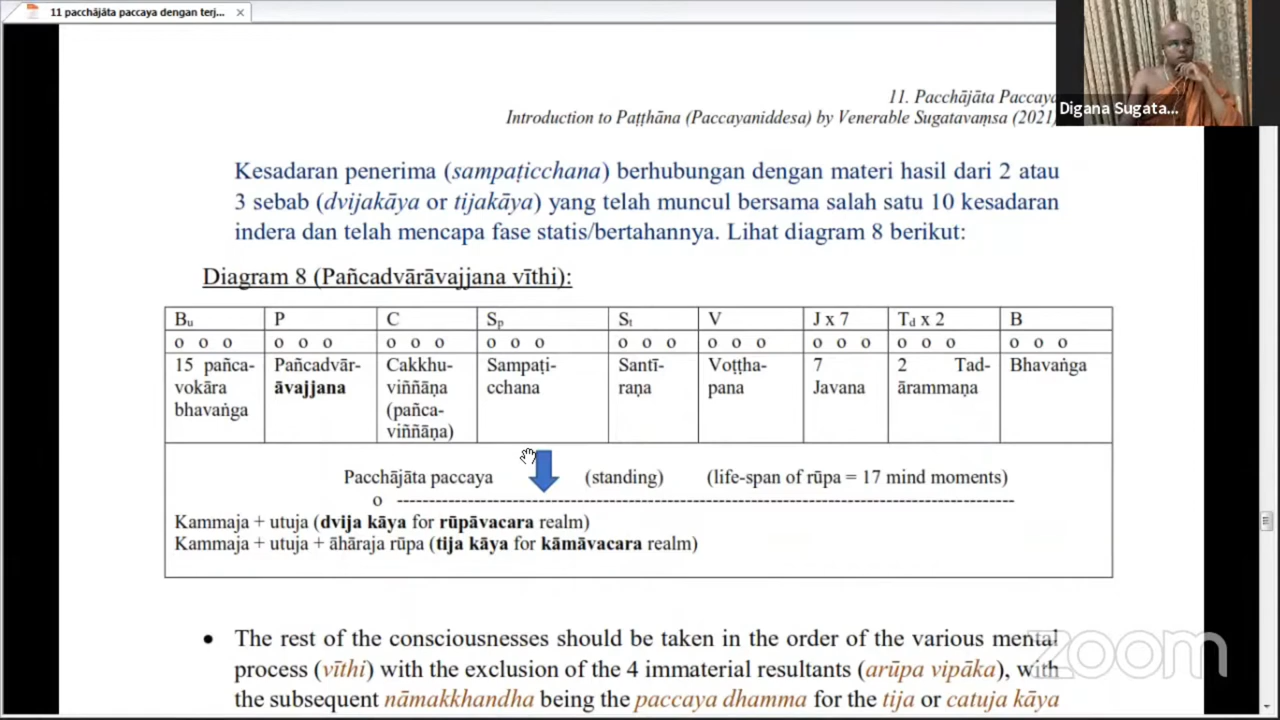 11 pacchājāta paccaya dengan terj...
Digana Sugata...
11. Pacchājāta Paccaya
Introduction to Paṭṭhāna (Paccayaniddesa) by Venerable Sugatavaṃsa (2021)
Kesadaran penerima (sampaṭicchana) berhubungan dengan materi hasil dari 2 atau
3 sebab (dvijakāya or tijakāya) yang telah muncul bersama salah satu 10 kesadaran
indera dan telah mencapa fase statis/bertahannya. Lihat diagram 8 berikut:
Diagram 8 (Pañcadvārāvajjana vīthi):
Bu P C Sp St V J x 7 Td x 2 B
o o o o o o o o o o o o o o o o o o o o o o o o o o o
15 pañca- Pañcadvār- Cakkhu- Sampaṭi- Santī- Voṭṭha- 7 2 Tad- Bhavaṅga
vokāra āvajjana viññāṇa cchana raṇa pana Javana ārammaṇa
bhavaṅga (pañca-
viññāṇa)
Pacchājāta paccaya (standing) (life-span of rūpa = 17 mind moments)
o ---------------------------------------------------------------------------------------------
Kammaja + utuja (dvija kāya for rūpāvacara realm)
Kammaja + utuja + āhāraja rūpa (tija kāya for kāmāvacara realm)
• The rest of the consciousnesses should be taken in the order of the various mental
process (vīthi) with the exclusion of the 4 immaterial resultants (arūpa vipāka), with
the subsequent nāmakkhandha being the paccaya dhamma for the tija or catuja kāya
zoom